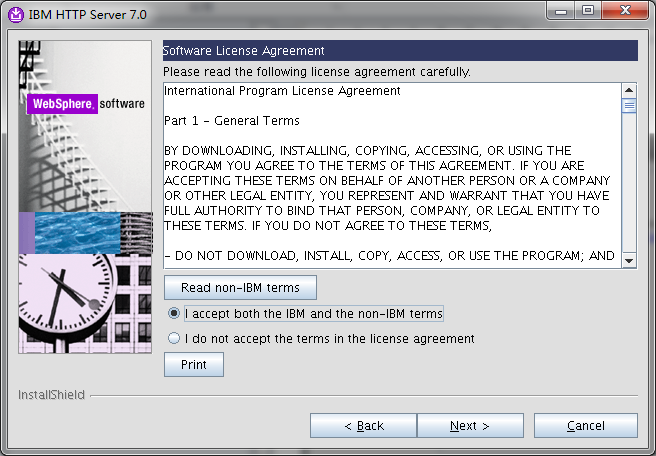 IBM HTTP Server 7.0
WebSphere. software
Software License Agreement
Please read the following license agreement carefully.
International Program License Agreement
Part 1 - General Terms
BY DOWNLOADING, INSTALLING, COPYING, ACCESSING, OR USING THE
PROGRAM YOU AGREE TO THE TERMS OF THIS AGREEMENT. IF YOU ARE
ACCEPTING THESE TERMS ON BEHALF OF ANOTHER PERSON OR A COMPANY
OR OTHER LEGAL ENTITY, YOU REPRESENT AND WARRANT THAT YOU HAVE
FULL AUTHORITY TO BIND THAT PERSON, COMPANY, OR LEGAL ENTITY TO
THESE TERMS. IF YOU DO NOT AGREE TO THESE TERMS,
- DO NOT DOWNLOAD, INSTALL, COPY, ACCESS, OR USE THE PROGRAM; AND
Read non-IBM terms
I accept both the IBM and the non-IBM terms
I do not accept the terms in the license agreement
Print
InstallShield
< Back
Next >
Cancel